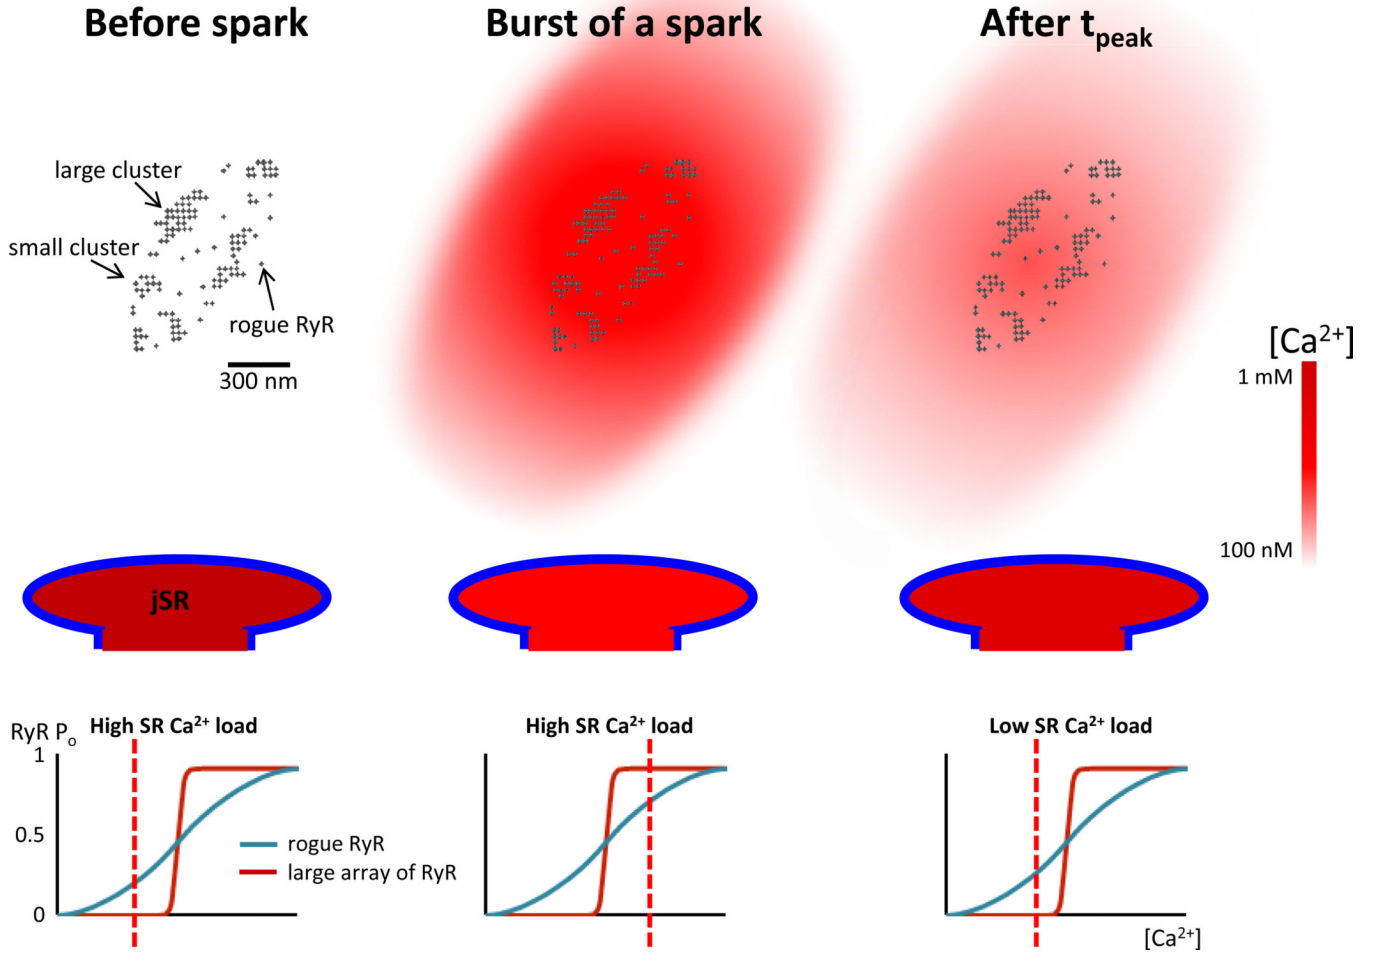 Before spark
Burst of a spark
After tpeak
large cluster
small cluster
rogue RyR
300 nm
[Ca2+]
1 mM
100 nM
jSR
RyR Po
High SR Ca2+ load
High SR Ca2+ load
Low SR Ca2+ load
1
0.5
0
rogue RyR
large array of RyR
[Ca2+]